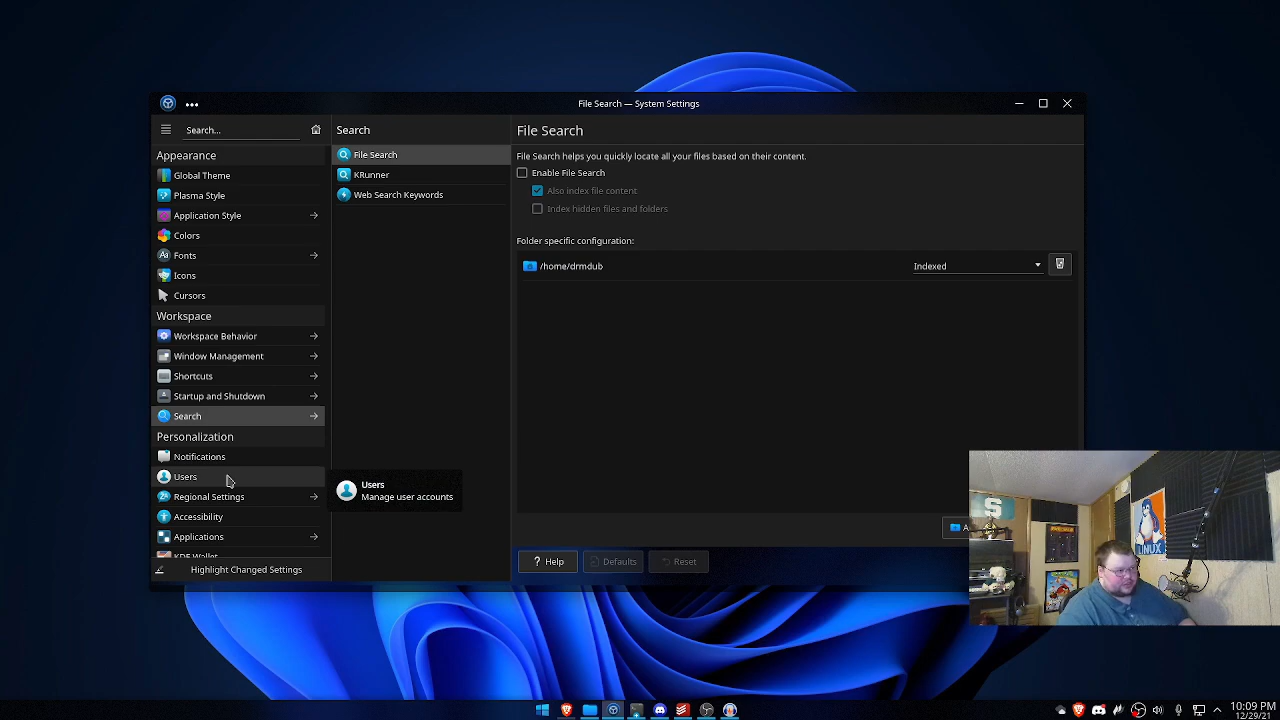 File Search — System Settings
Search...
Appearance
Global Theme
Plasma Style
Application Style
Colors
Fonts
Icons
Cursors
Workspace
Workspace Behavior
Window Management
Shortcuts
Startup and Shutdown
Search
Personalization
Notifications
Users
Regional Settings
Accessibility
Applications
KDE Wallet
Highlight Changed Settings
Search
File Search
KRunner
Web Search Keywords
Users
Manage user accounts
File Search
File Search helps you quickly locate all your files based on their content.
Enable File Search
Also index file content
Index hidden files and folders
Folder specific configuration:
/home/drmdub
Indexed
? Help
Defaults
Reset
LINUX
10:09 PM
12/29/21